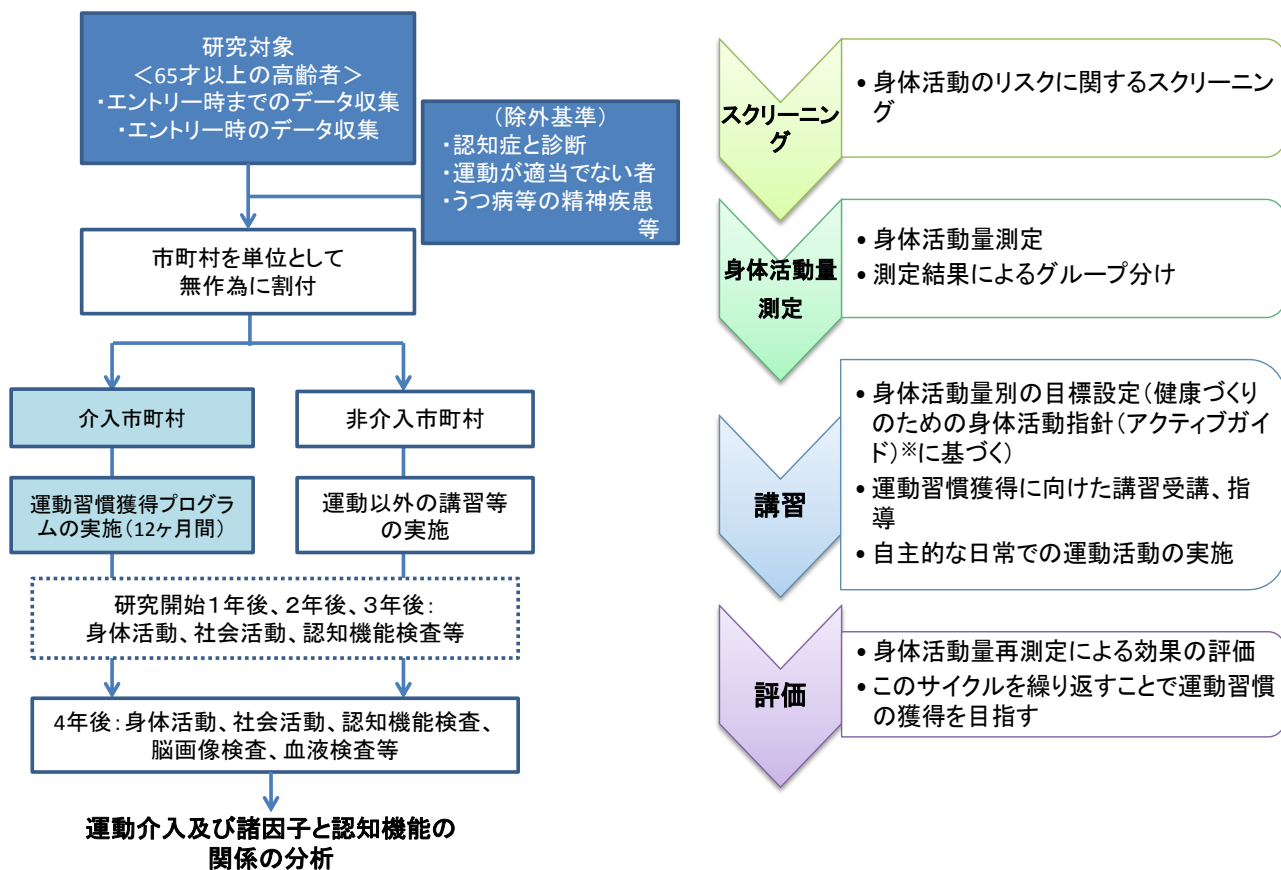 研究対象
＜65才以上の高齢者＞
・エントリー時までのデータ収集
・エントリー時のデータ収集
（除外基準）
・認知症と診断
・運動が適当でない者
・うつ病等の精神疾患
等
市町村を単位として
無作為に割付
介入市町村
非介入市町村
運動習慣獲得プログラ
ムの実施（12ヶ月間）
運動以外の講習等
の実施
研究開始１年後、２年後、３年後：
身体活動、社会活動、認知機能検査等
4年後：身体活動、社会活動、認知機能検査、
脳画像検査、血液検査等
運動介入及び諸因子と認知機能の
関係の分析
スクリーニン
グ
• 身体活動のリスクに関するスクリーニン
グ
身体活動量
測定
• 身体活動量測定
• 測定結果によるグループ分け
講習
• 身体活動量別の目標設定（健康づくり
のための身体活動指針（アクティブガイ
ド）※に基づく）
• 運動習慣獲得に向けた講習受講、指
導
• 自主的な日常での運動活動の実施
評価
• 身体活動量再測定による効果の評価
• このサイクルを繰り返すことで運動習慣
の獲得を目指す